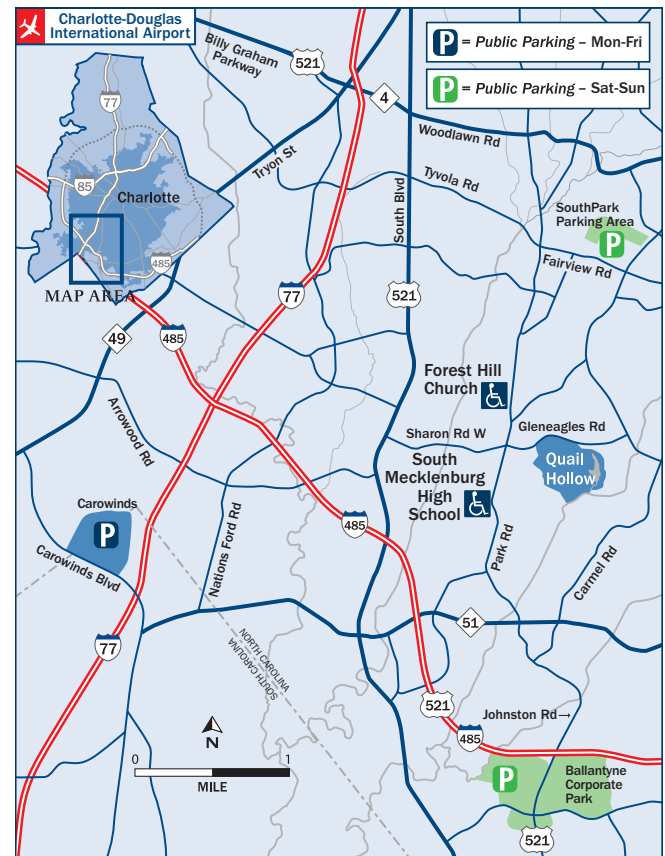 Charlotte-Douglas
International Airport
Billy Graham
Parkway
521
P = Public Parking – Mon-Fri
P = Public Parking – Sat-Sun
4
77
Woodlawn Rd
Tryon St
Tyvola Rd
85
Charlotte
South Blvd
SouthPark
Parking Area
P
485
Fairview Rd
MAP AREA
77
521
49
485
Forest Hill
Church
Arrowood Rd
Sharon Rd W
Gleneagles Rd
South
Mecklenburg
High
School
Quail
Hollow
Carowinds
P
485
Nations Ford Rd
Park Rd
Carmel Rd
Carowinds Blvd
51
77
NORTH CAROLINA
SOUTH CAROLINA
521
Johnston Rd→
N
485
0 1
MILE
P
Ballantyne
Corporate
Park
521